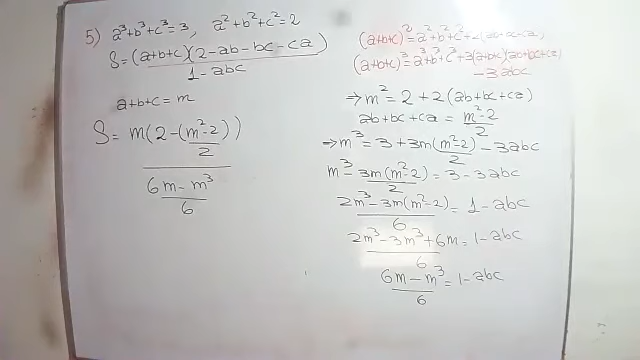 5) a³+b³+c³=3, a²+b²+c²=2
S=(a+b+c)(2-ab-bc-ca)
1-abc
a+b+c=m
S= m(2-(m²-2))
2
6m-m³
6
(a+b+c)²=a²+b²+c²+2(ab+bc+ca)
(a+b+c)³=a³+b³+c³+3(a+b+c)(ab+bc+ca)
-3abc
⇒m²=2+2(ab+bc+ca)
ab+bc+ca=m²-2
2
⇒m³=3+3m(m²-2)-3abc
2
m³-3m(m²-2)=3-3abc
2
2m³-3m(m²-2)=1-abc
6
2m³-3m³+6m=1-abc
6
6m-m³=1-abc
6